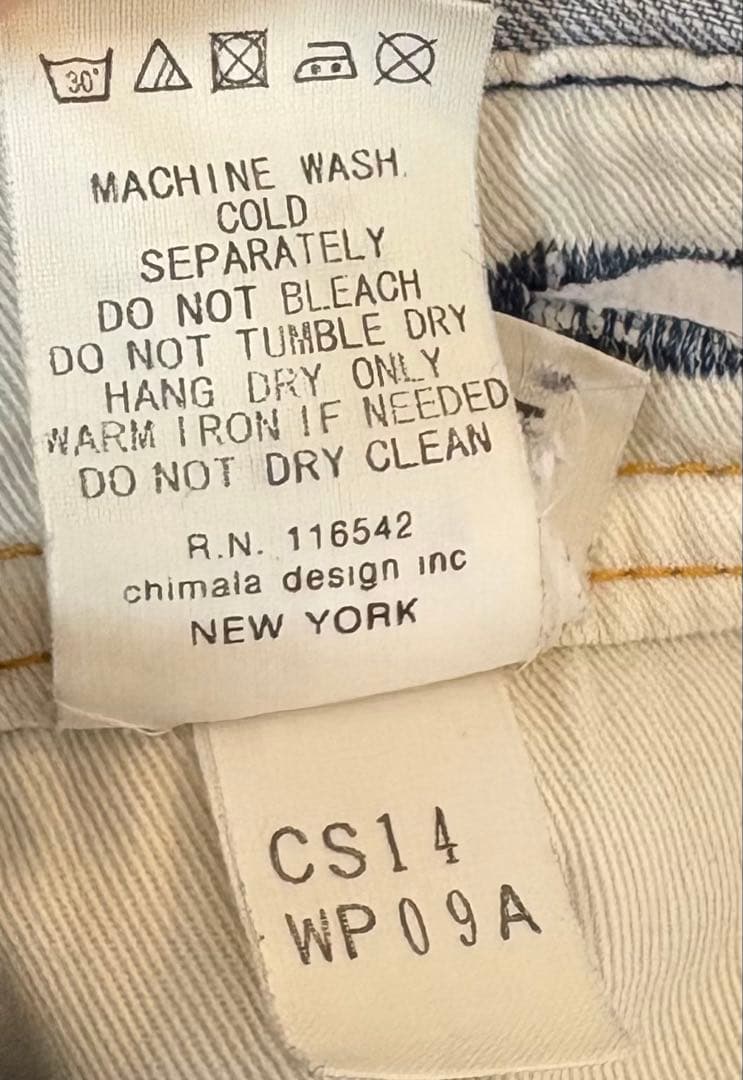 30°
MACHINE WASH.
COLD
SEPARATELY
DO NOT BLEACH
DO NOT TUMBLE DRY
HANG DRY ONLY
WARM IRON IF NEEDED
DO NOT DRY CLEAN
R.N. 116542
chimala design inc
NEW YORK
CS14
WP09A